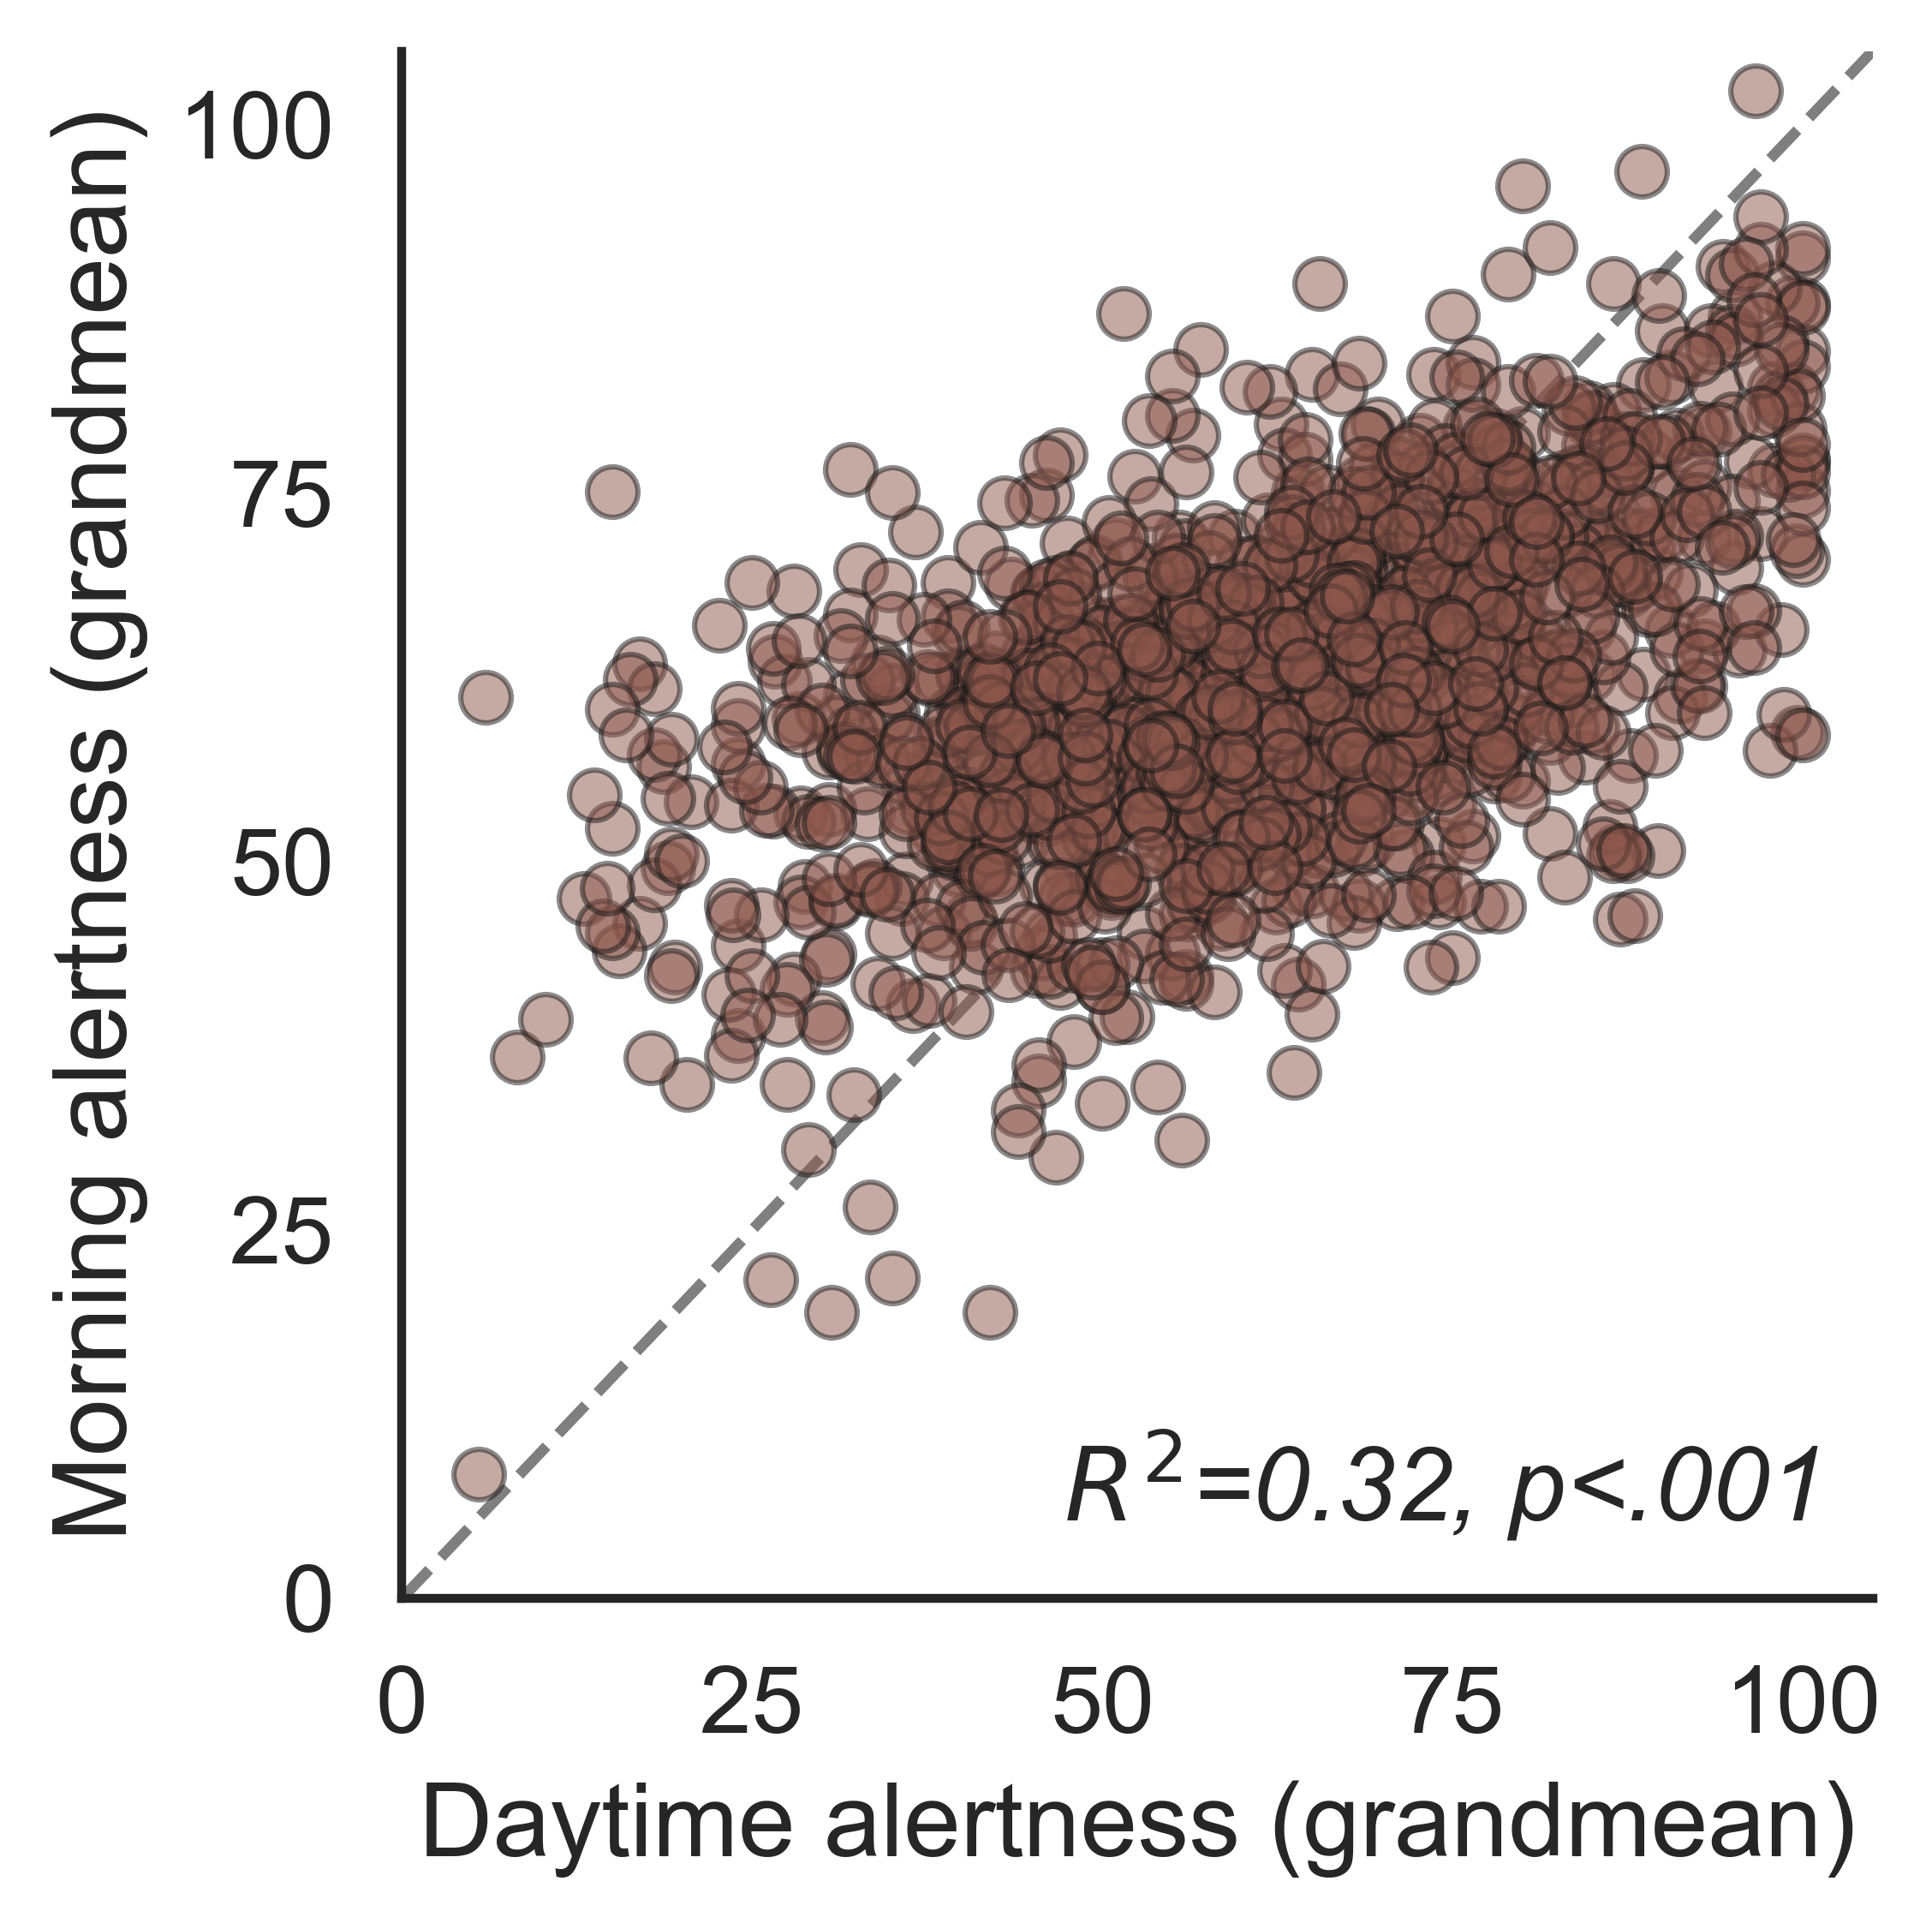 Morning alertness (grandmean)
100
75
50
25
0
R²=0.32, p<.001
0 25 50 75 100
Daytime alertness (grandmean)